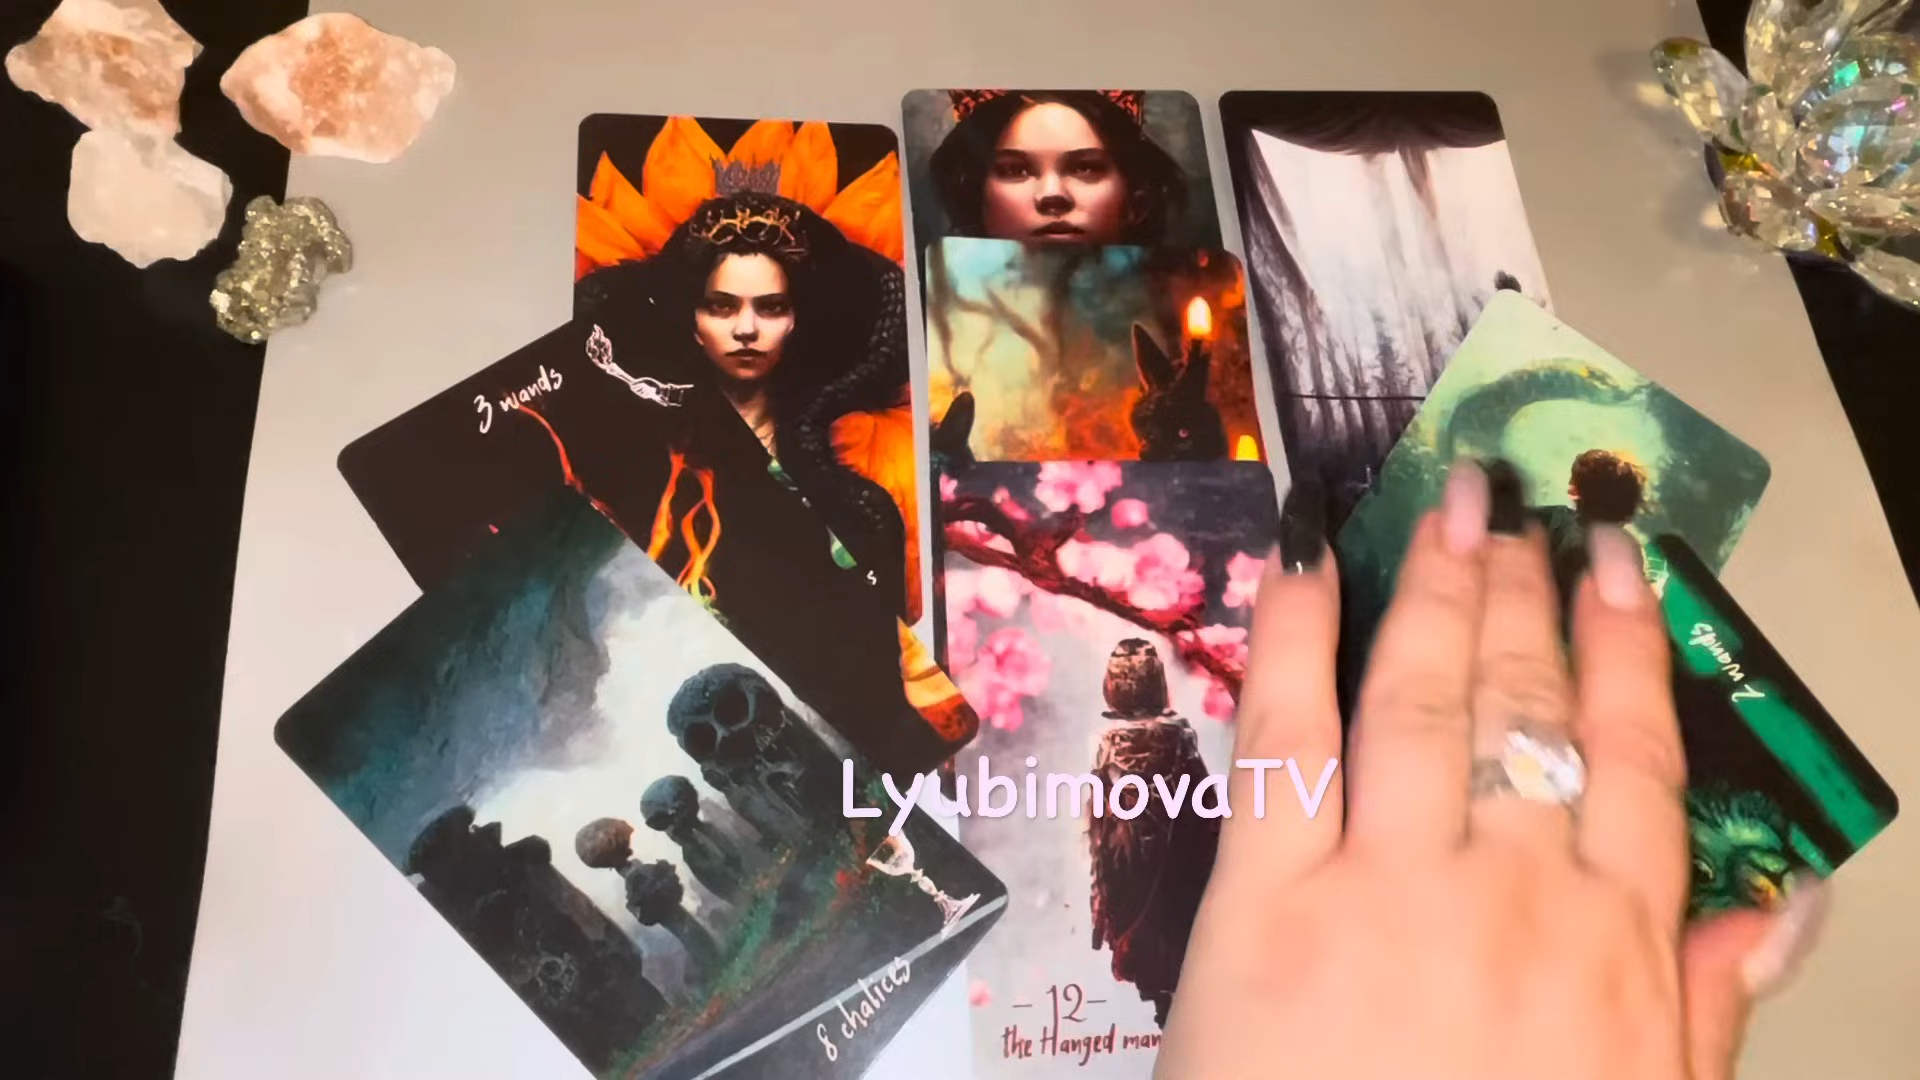 3 wands
s
2 wands
LyubimovaTV
8 chalices
- 12 -
the Hanged man